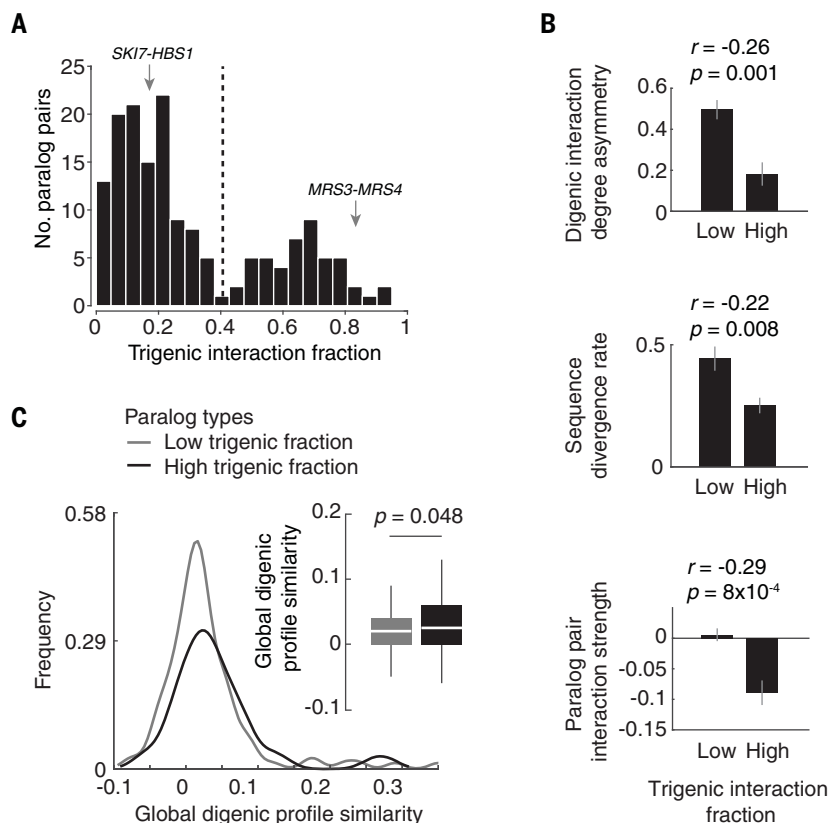 A
SKI7-HBS1
MRS3-MRS4
25
20
15
10
5
0
No. paralog pairs
0 0.2 0.4 0.6 0.8 1
Trigenic interaction fraction
B
r = -0.26
p = 0.001
0.6
0.4
0.2
0
Digenic interaction
degree asymmetry
Low High
r = -0.22
p = 0.008
0.5
0
Sequence
divergence rate
Low High
r = -0.29
p = 8x10-4
0
-0.05
-0.1
-0.15
Paralog pair
interaction strength
Low High
Trigenic interaction
fraction
C
Paralog types
Low trigenic fraction
High trigenic fraction
0.58
0.29
0
Frequency
-0.1 0 0.1 0.2 0.3
Global digenic profile similarity
0.2
0.1
0
-0.1
Global digenic
profile similarity
p = 0.048